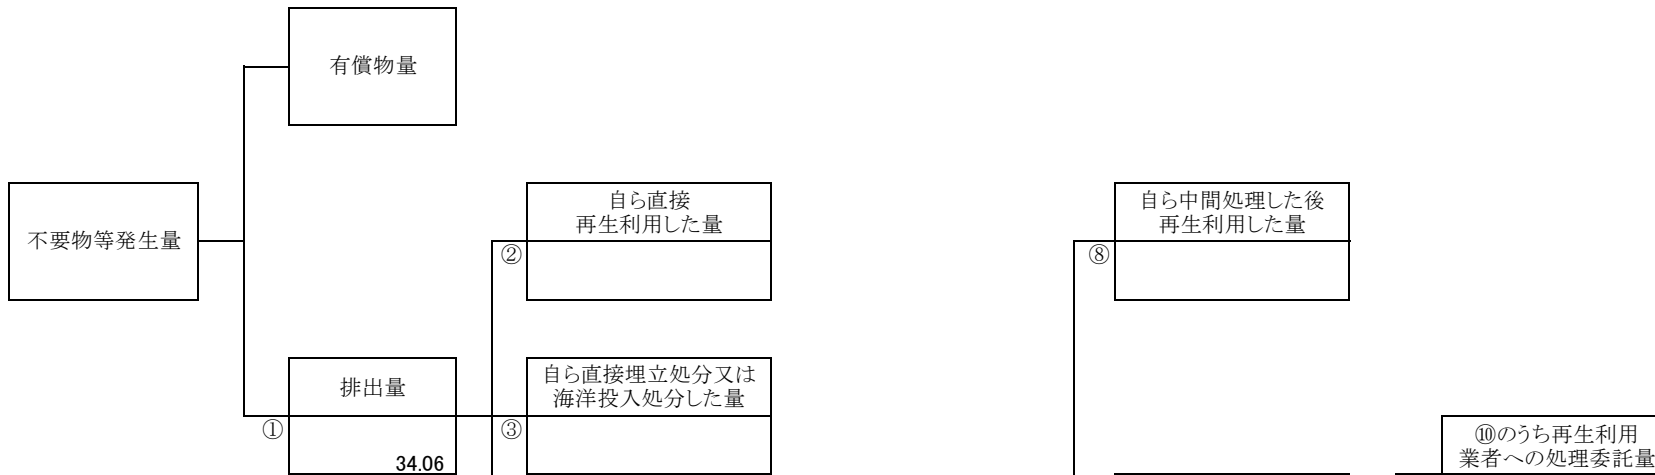 有償物量
不要物等発生量
自ら直接
再生利用した量
②
自ら中間処理した後
再生利用した量
⑧
排出量
①
34.06
自ら直接埋立処分又は
海洋投入処分した量
③
⑩のうち再生利用
業者への処理委託量